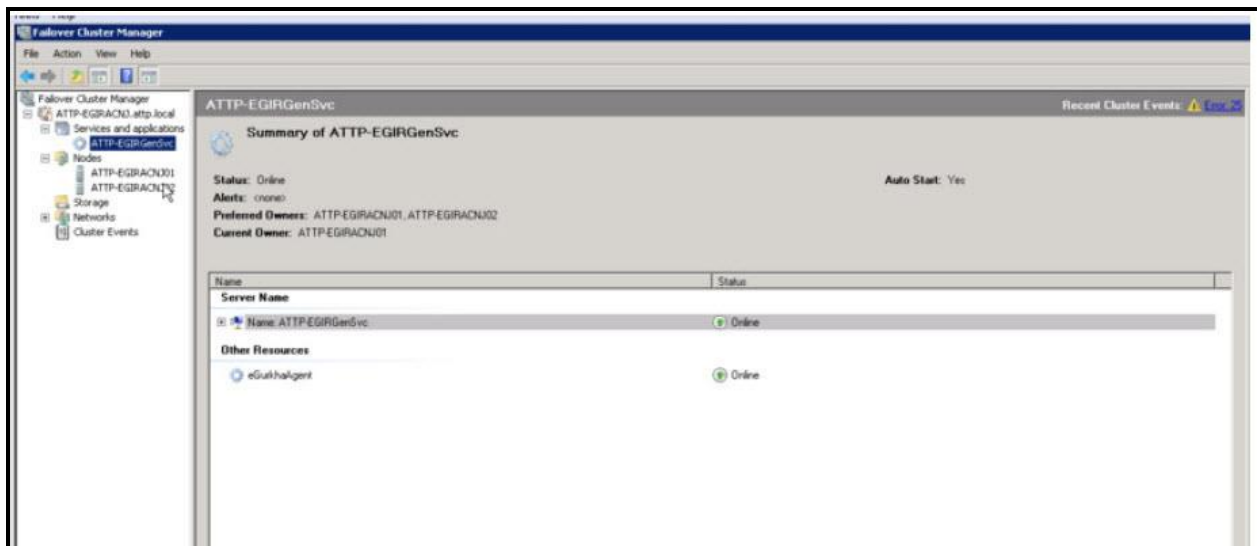 Failover Cluster Manager
File Action View Help
Failover Cluster Manager
ATTP-EGIRACNJ.attp.local
Services and applications
ATTP-EGIRGenSvc
Nodes
ATTP-EGIRACNJ01
ATTP-EGIRACNJ02
Storage
Networks
Cluster Events
ATTP-EGIRGenSvc
Recent Cluster Events: Error: 25
Summary of ATTP-EGIRGenSvc
Status: Online
Auto Start: Yes
Alerts: <none>
Preferred Owners: ATTP-EGIRACNJ01, ATTP-EGIRACNJ02
Current Owner: ATTP-EGIRACNJ01
Name Status
Server Name
Name: ATTP-EGIRGenSvc Online
Other Resources
eGurkhaAgent Online